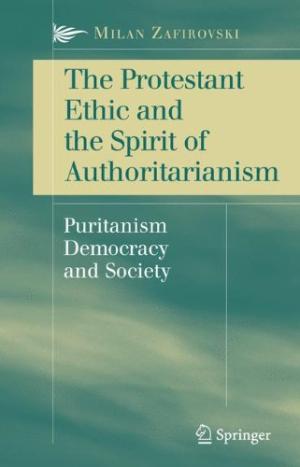 Milan Zafirovski
The Protestant
Ethic and
the Spirit of
Authoritarianism
Puritanism
Democracy
and Society
Springer